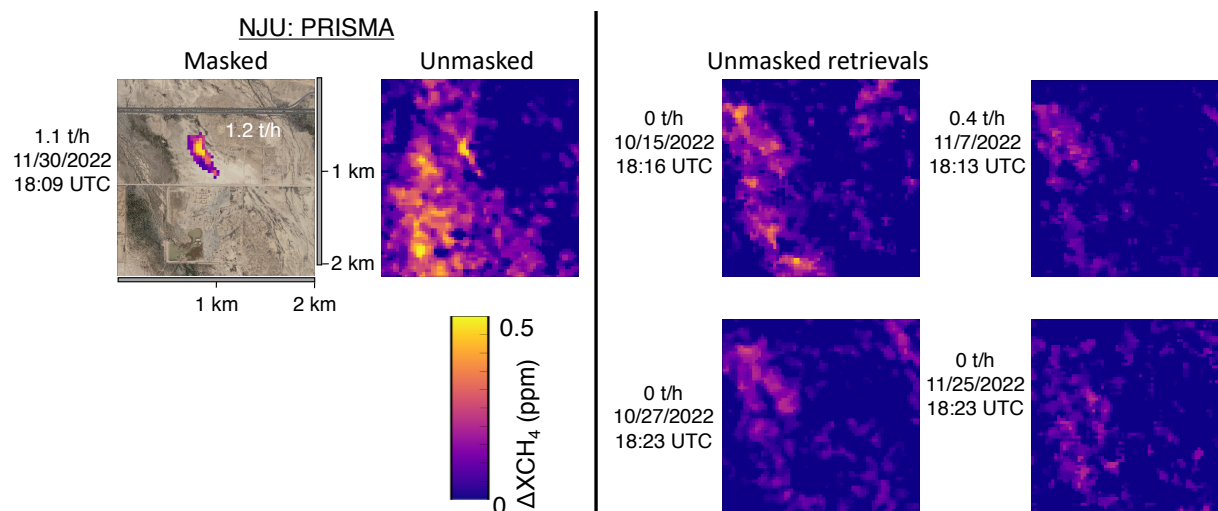 NJU: PRISMA
Masked
Unmasked
1.1 t/h
11/30/2022
18:09 UTC
1.2 t/h
1 km
2 km
1 km
2 km
0.5
0
ΔXCH₄ (ppm)
Unmasked retrievals
0 t/h
10/15/2022
18:16 UTC
0.4 t/h
11/7/2022
18:13 UTC
0 t/h
10/27/2022
18:23 UTC
0 t/h
11/25/2022
18:23 UTC